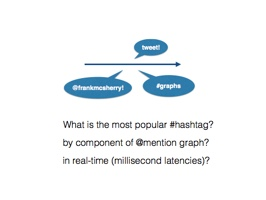 tweet!
@frankmcsherry!
#graphs
What is the most popular #hashtag?
by component of @mention graph?
in real-time (millisecond latencies)?